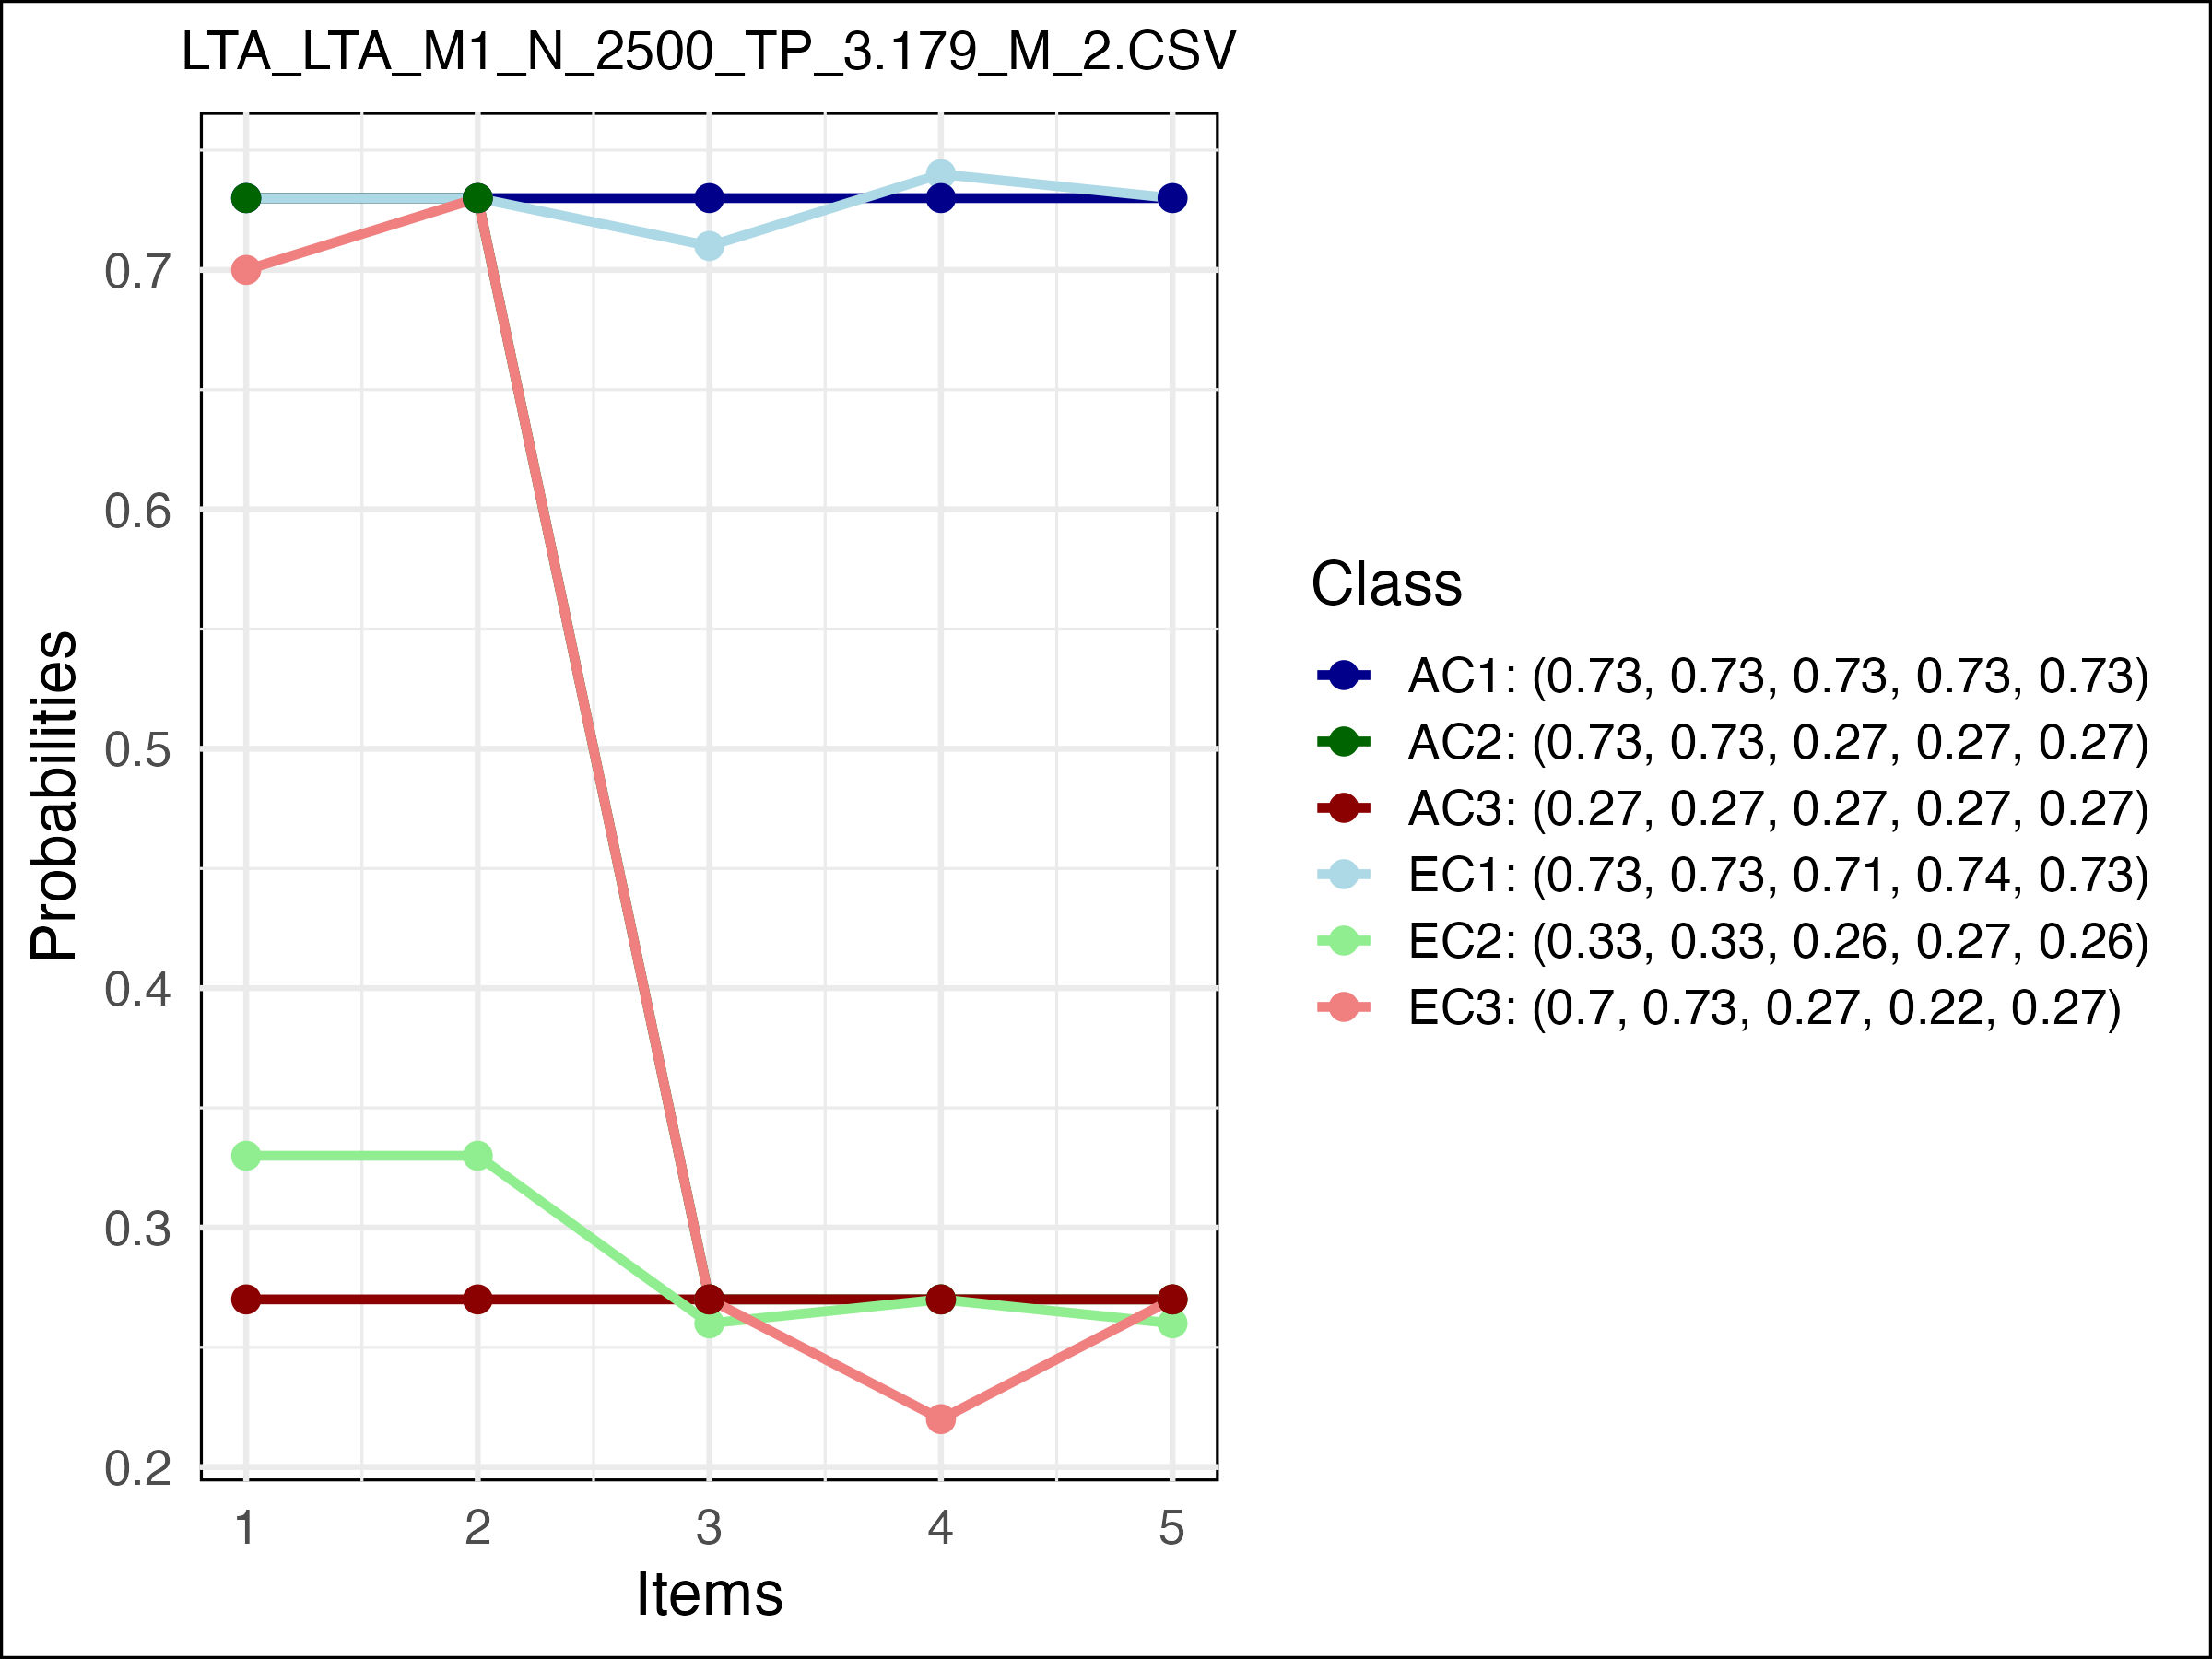 LTA_LTA_M1_N_2500_TP_3.179_M_2.CSV
Probabilities
0.7
0.6
0.5
0.4
0.3
0.2
1 2 3 4 5
Items
Class
AC1: (0.73, 0.73, 0.73, 0.73, 0.73)
AC2: (0.73, 0.73, 0.27, 0.27, 0.27)
AC3: (0.27, 0.27, 0.27, 0.27, 0.27)
EC1: (0.73, 0.73, 0.71, 0.74, 0.73)
EC2: (0.33, 0.33, 0.26, 0.27, 0.26)
EC3: (0.7, 0.73, 0.27, 0.22, 0.27)